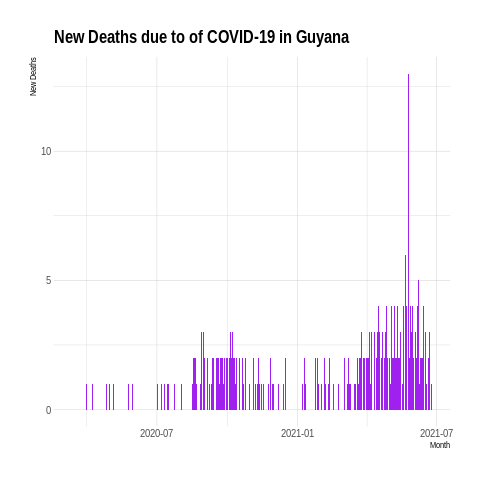 New Deaths due to of COVID-19 in Guyana
New Deaths
10
5
0
2020-07
2021-01
2021-07
Month